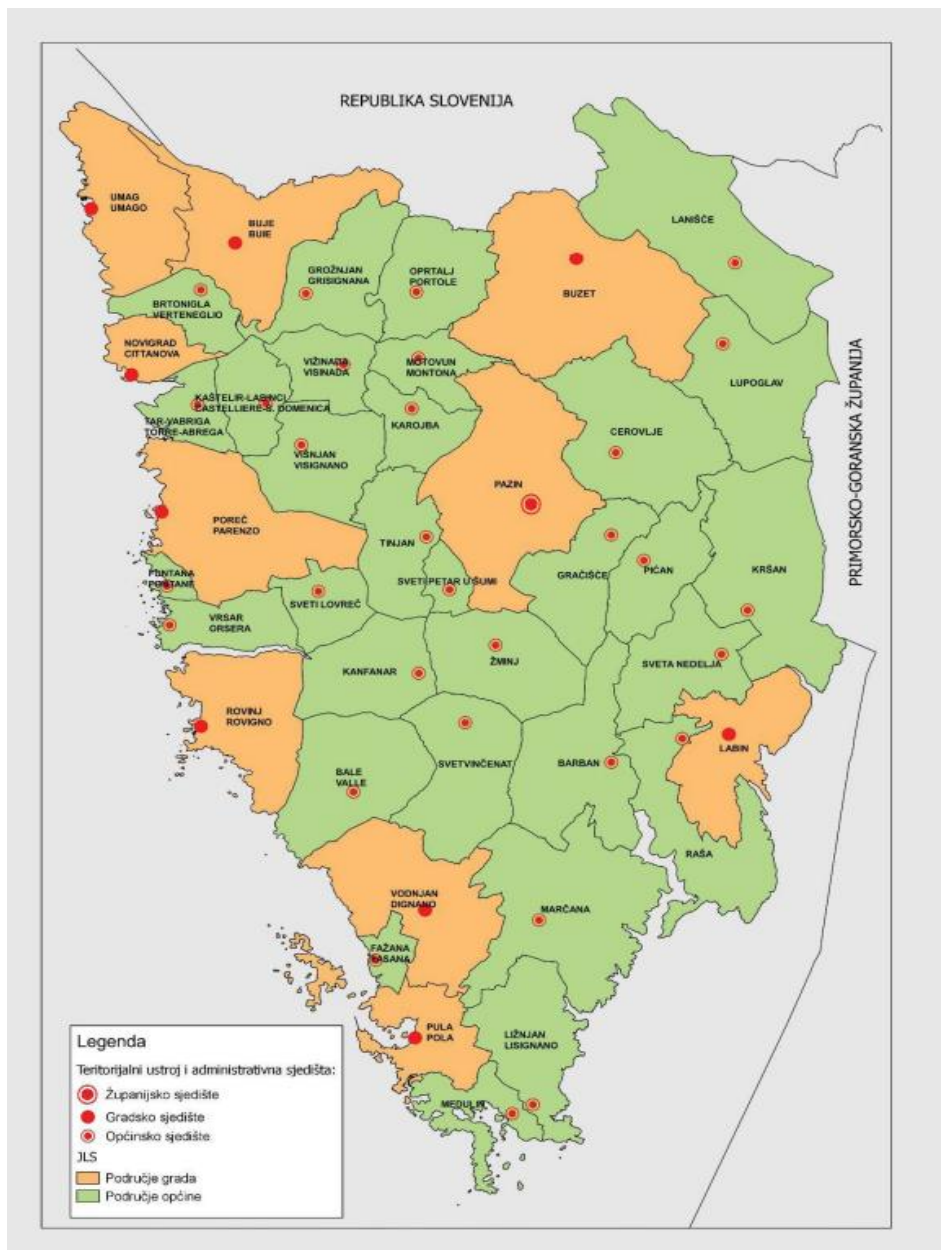 REPUBLIKA SLOVENIJA
LANIŠĆE
UMAG
UMAGO
BUJE
BUIE
GROŽNJAN
GRISIGNANA
OPRTALJ
PORTOLE
BUZET
BRTONIGLA
VERTENEGLIO
NOVIGRAD
CITTANOVA
VIŽINADA
VISINADA
MOTOVUN
MONTONA
LUPOGLAV
PRIMORSKO-GORANSKA ŽUPANIJA
KAŠTELIR-LABINCI
CASTELLIERE-S. DOMENICA
TAR-VABRIGA
TORRE-ABREGA
KAROJBA
CEROVLJE
VIŠNJAN
VISIGNANO
PAZIN
POREČ
PARENZO
TINJAN
SVETI PETAR U ŠUMI
GRAČIŠĆE
PIĆAN
KRŠAN
FUNTANA
FONTANE
SVETI LOVREČ
VRSAR
ORSERA
KANFANAR
ŽMINJ
SVETA NEDELJA
ROVINJ
ROVIGNO
LABIN
BALE
VALLE
SVETVINČENAT
BARBAN
RAŠA
VODNJAN
DIGNANO
MARČANA
FAŽANA
FASANA
PULA
POLA
LIŽNJAN
LISIGNANO
MEDULIN
Legenda
Teritorijalni ustroj i administrativna sjedišta:
Županijsko sjedište
Gradsko sjedište
Općinsko sjedište
JLS
Područje grada
Područje općine